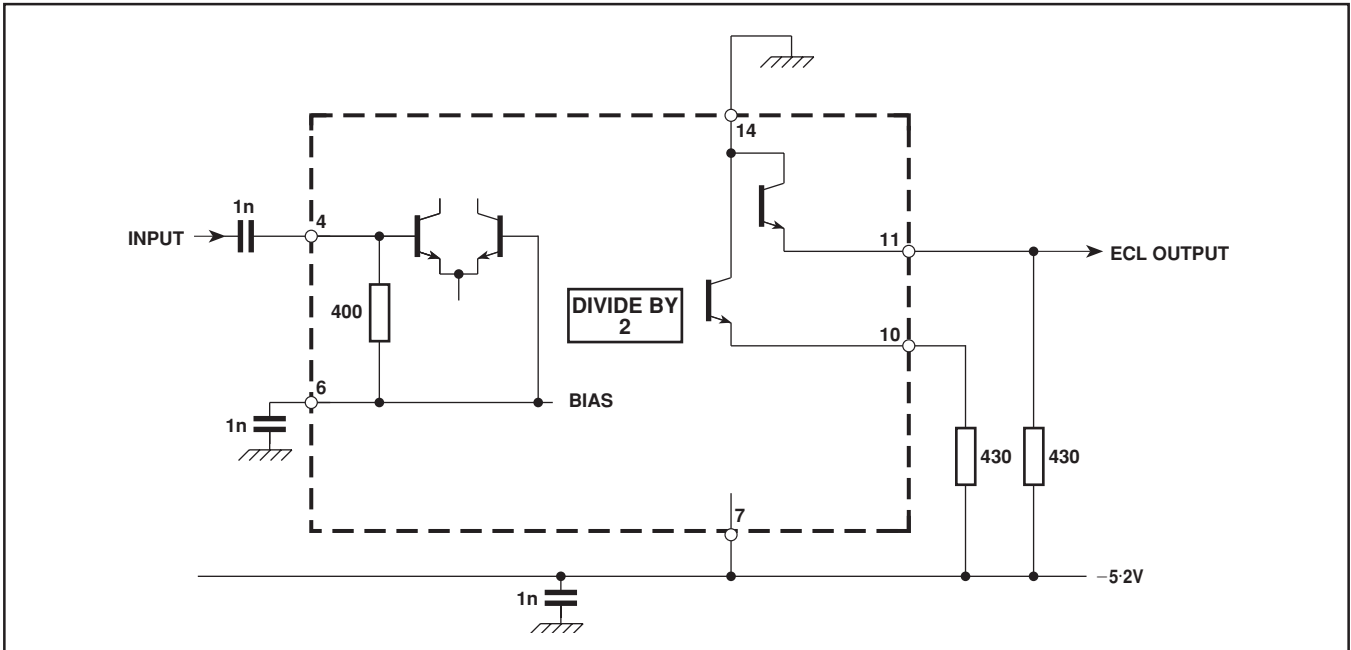 14
1n
4
INPUT
11
ECL OUTPUT
400
DIVIDE BY
2
10
6
BIAS
1n
430
430
7
−5·2V
1n